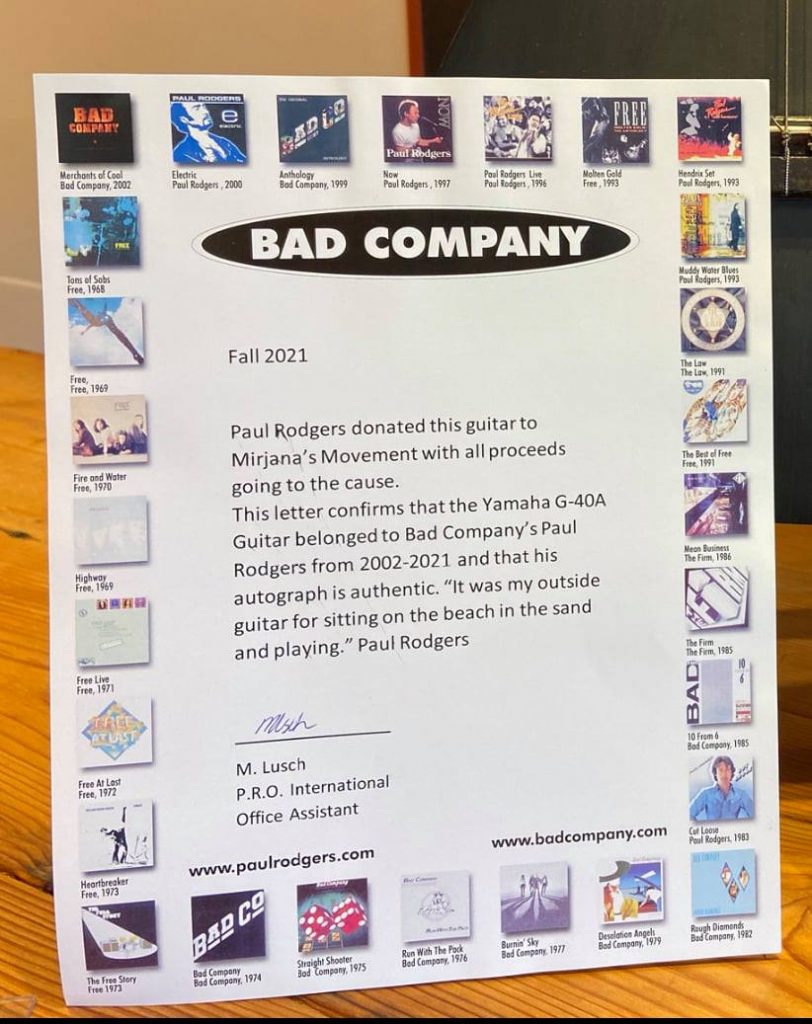 Merchants of Cool
Bad Company, 2002
Electric
Paul Rodgers , 2000
Anthology
Bad Company, 1999
Now
Paul Rodgers , 1997
Paul Rodgers Live
Paul Rodgers , 1996
Molten Gold
Free , 1993
Hendrix Set
Paul Rodgers, 1993
BAD
COMPANY
PAUL RODGERS
e
electric
BAD CO
NOW
Paul Rodgers
FREE
Tons of Sobs
Free, 1968
BAD COMPANY
Muddy Water Blues
Paul Rodgers, 1993
Free,
Free, 1969
Fall 2021
The Law
The Law, 1991
Fire and Water
Free, 1970
Paul Rodgers donated this guitar to
Mirjana's Movement with all proceeds
going to the cause.
This letter confirms that the Yamaha G-40A
Guitar belonged to Bad Company's Paul
Rodgers from 2002-2021 and that his
autograph is authentic. "It was my outside
guitar for sitting on the beach in the sand
and playing." Paul Rodgers
The Best of Free
Free, 1991
Highway
Free, 1969
Mean Business
The Firm, 1986
Free Live
Free, 1971
The Firm
The Firm, 1985
FREE
AT LAST
Free At Last
Free, 1972
BAD
10
6
10 From 6
Bad Company, 1985
MLusch
M. Lusch
P.R.O. International
Office Assistant
Cut Loose
Paul Rodgers, 1983
www.paulrodgers.com
www.badcompany.com
Heartbreaker
Free, 1973
The Free Story
Free 1973
BAD CO
Bad Company
Bad Company, 1974
Straight Shooter
Bad Company, 1975
Run With The Pack
Bad Company, 1976
Burnin' Sky
Bad Company, 1977
Desolation Angels
Bad Company, 1979
Rough Diamonds
Bad Company, 1982